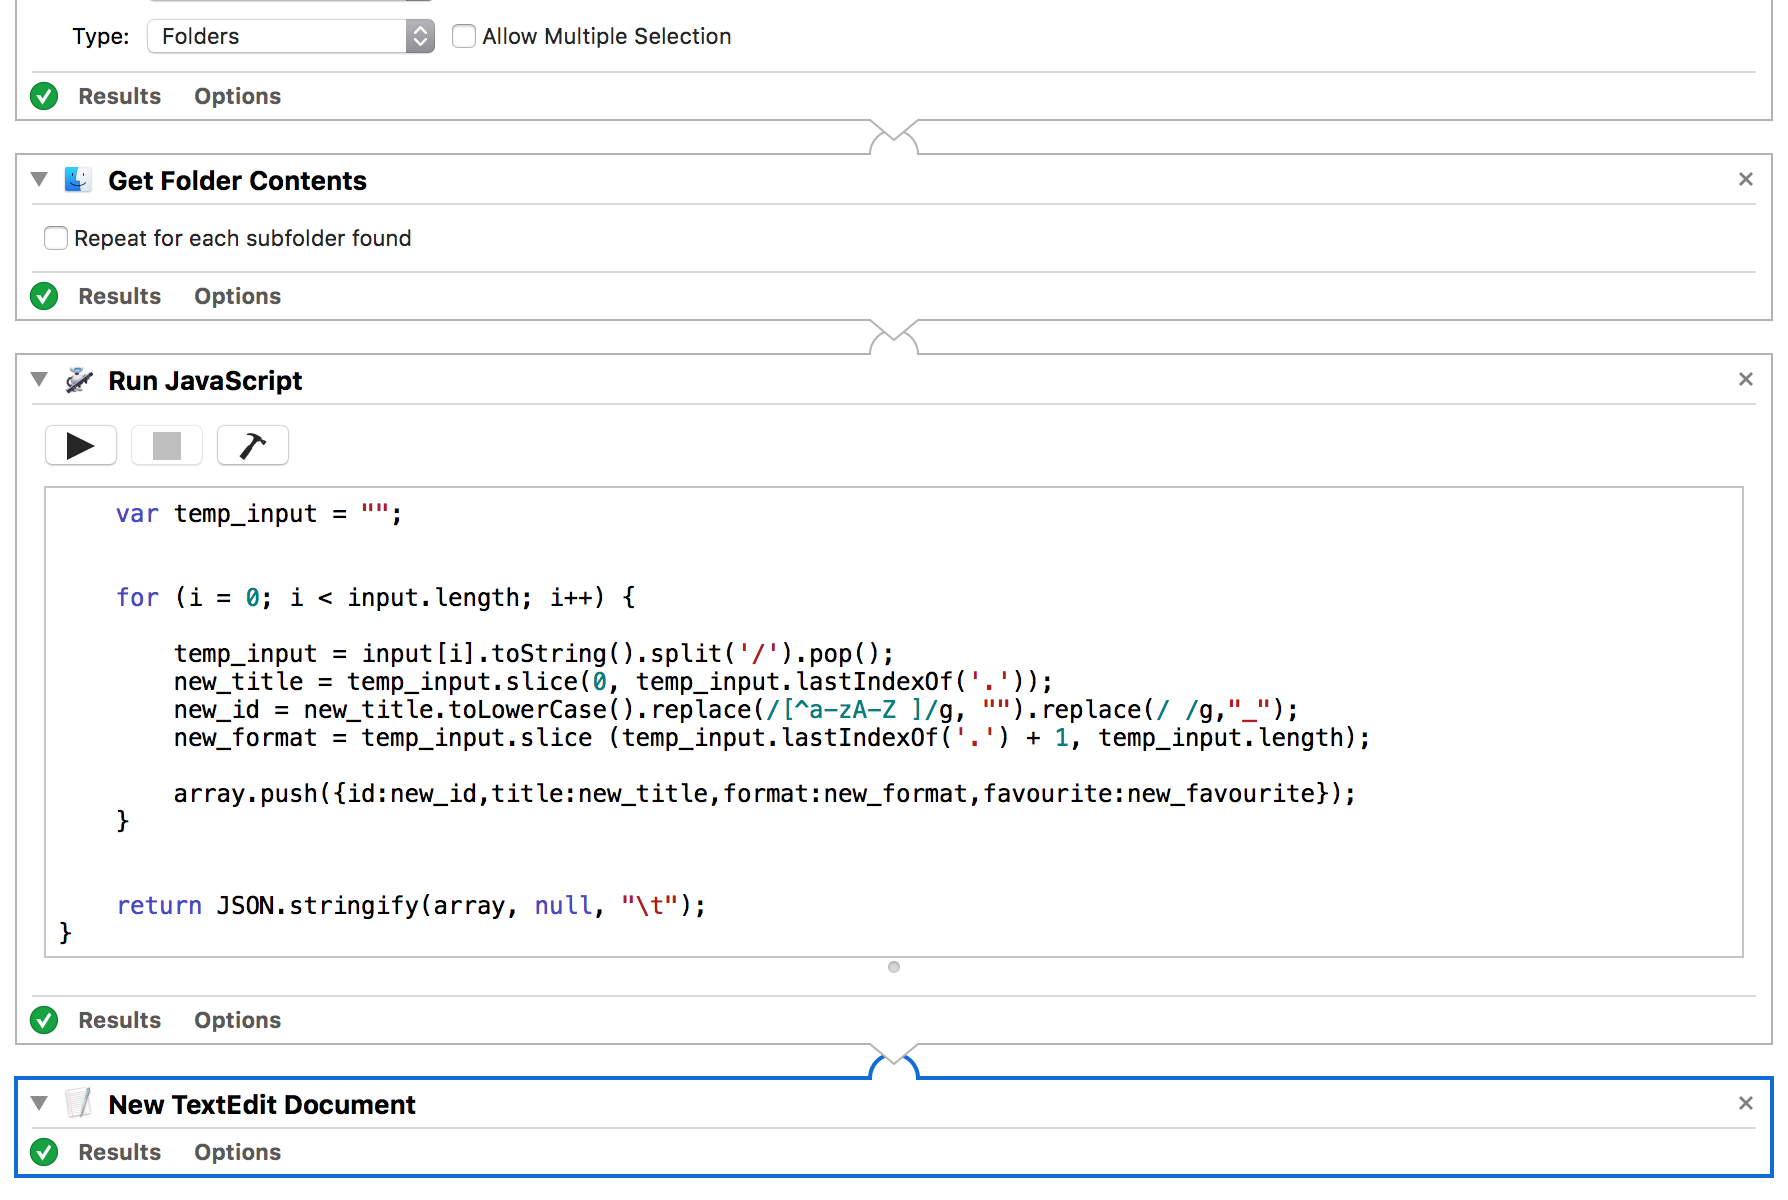 Type: Folders Allow Multiple Selection
Results Options
Get Folder Contents
Repeat for each subfolder found
Results Options
Run JavaScript
var temp_input = "";
for (i = 0; i < input.length; i++) {
temp_input = input[i].toString().split('/').pop();
new_title = temp_input.slice(0, temp_input.lastIndexOf('.'));
new_id = new_title.toLowerCase().replace(/[^a-zA-Z ]/g, "").replace(/ /g,"_");
new_format = temp_input.slice (temp_input.lastIndexOf('.') + 1, temp_input.length);
array.push({id:new_id,title:new_title,format:new_format,favourite:new_favourite});
}
return JSON.stringify(array, null, "\t");
}
Results Options
New TextEdit Document
Results Options